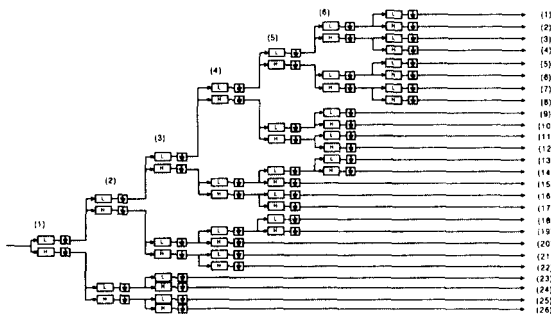 (6) L (1)
L H (2)
(5) H L (3)
L H (4)
H L (5)
(4) L H (6)
L H L (7)
H H (8)
L (9)
L H (10)
(3) H L (11)
H (12)
L L (13)
H L H (14)
(2) L H (15)
L H L (16)
H H (17)
(1) L (18)
L H (19)
L L H (20)
H H L (21)
H (22)
L (23)
L H (24)
H L (25)
H (26)